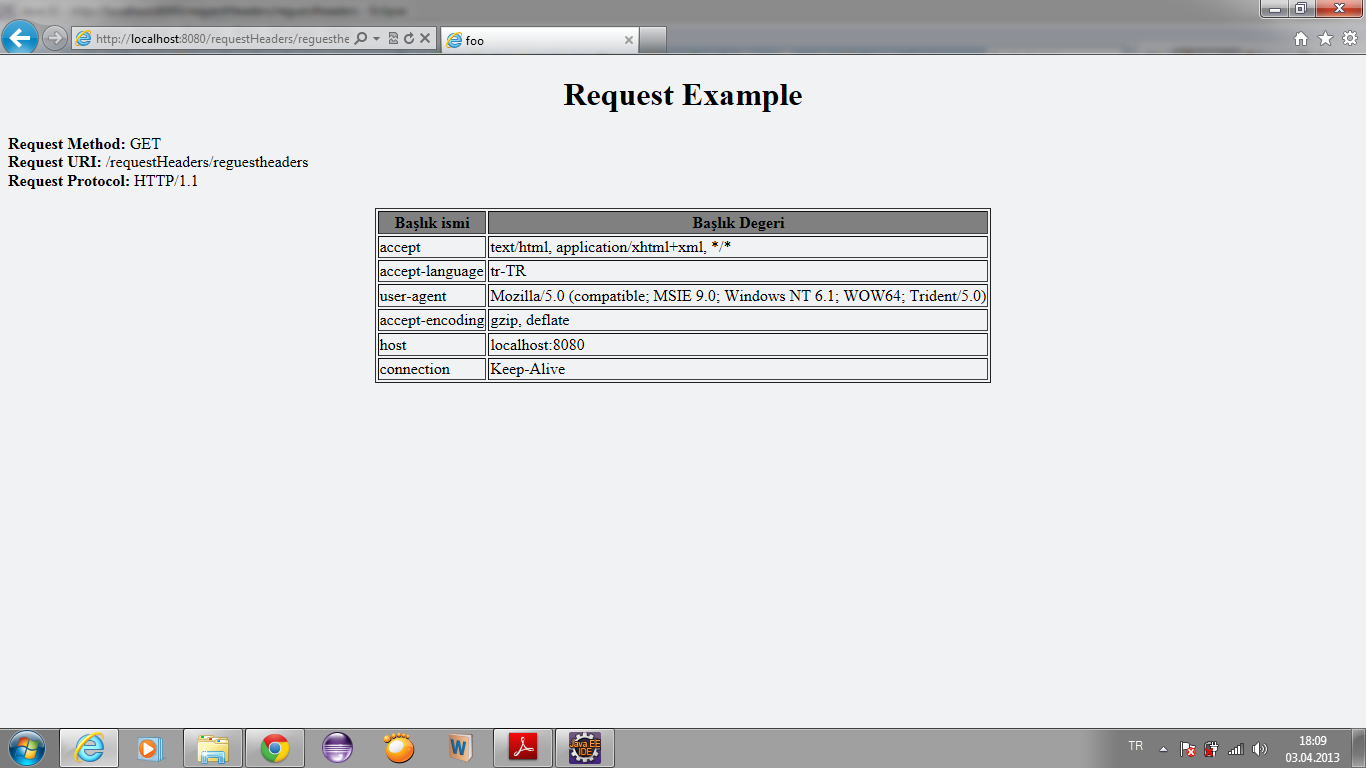 http://localhost:8080/requestHeaders/reguesthe
foo
Request Example
Request Method: GET
Request URI: /requestHeaders/reguestheaders
Request Protocol: HTTP/1.1
Başlık ismi Başlık Degeri
accept text/html, application/xhtml+xml, */*
accept-language tr-TR
user-agent Mozilla/5.0 (compatible; MSIE 9.0; Windows NT 6.1; WOW64; Trident/5.0)
accept-encoding gzip, deflate
host localhost:8080
connection Keep-Alive
Java EE
IDE
TR
18:09
03.04.2013